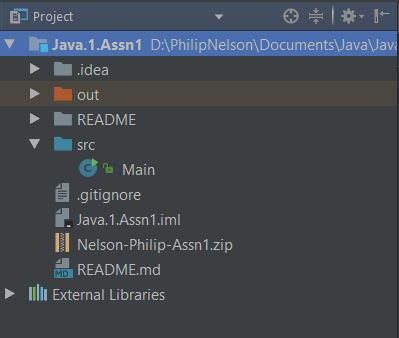 Project
Java.1.Assn1 D:\PhilipNelson\Documents\Java\Java
.idea
out
README
src
Main
.gitignore
Java.1.Assn1.iml
Nelson-Philip-Assn1.zip
MD README.md
External Libraries